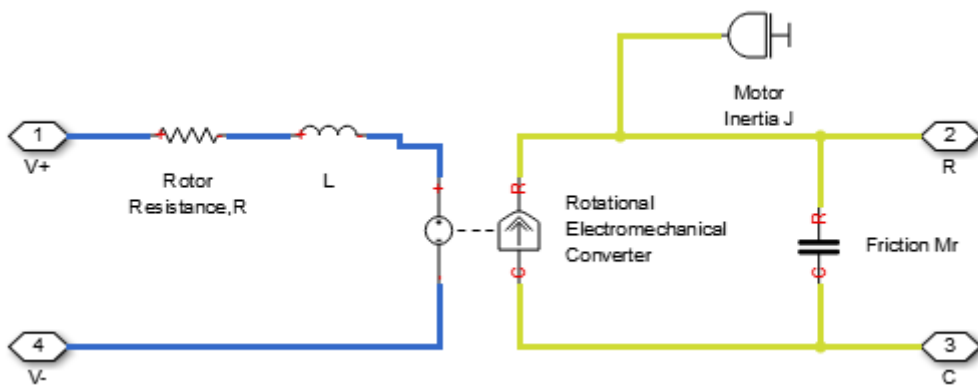 Motor
Inertia J
1
V+
Rotor
Resistance,R
L
+
-
+
-
+
-
R
C
Rotational
Electromechanical
Converter
R
C
Friction Mr
2
R
4
V-
3
C